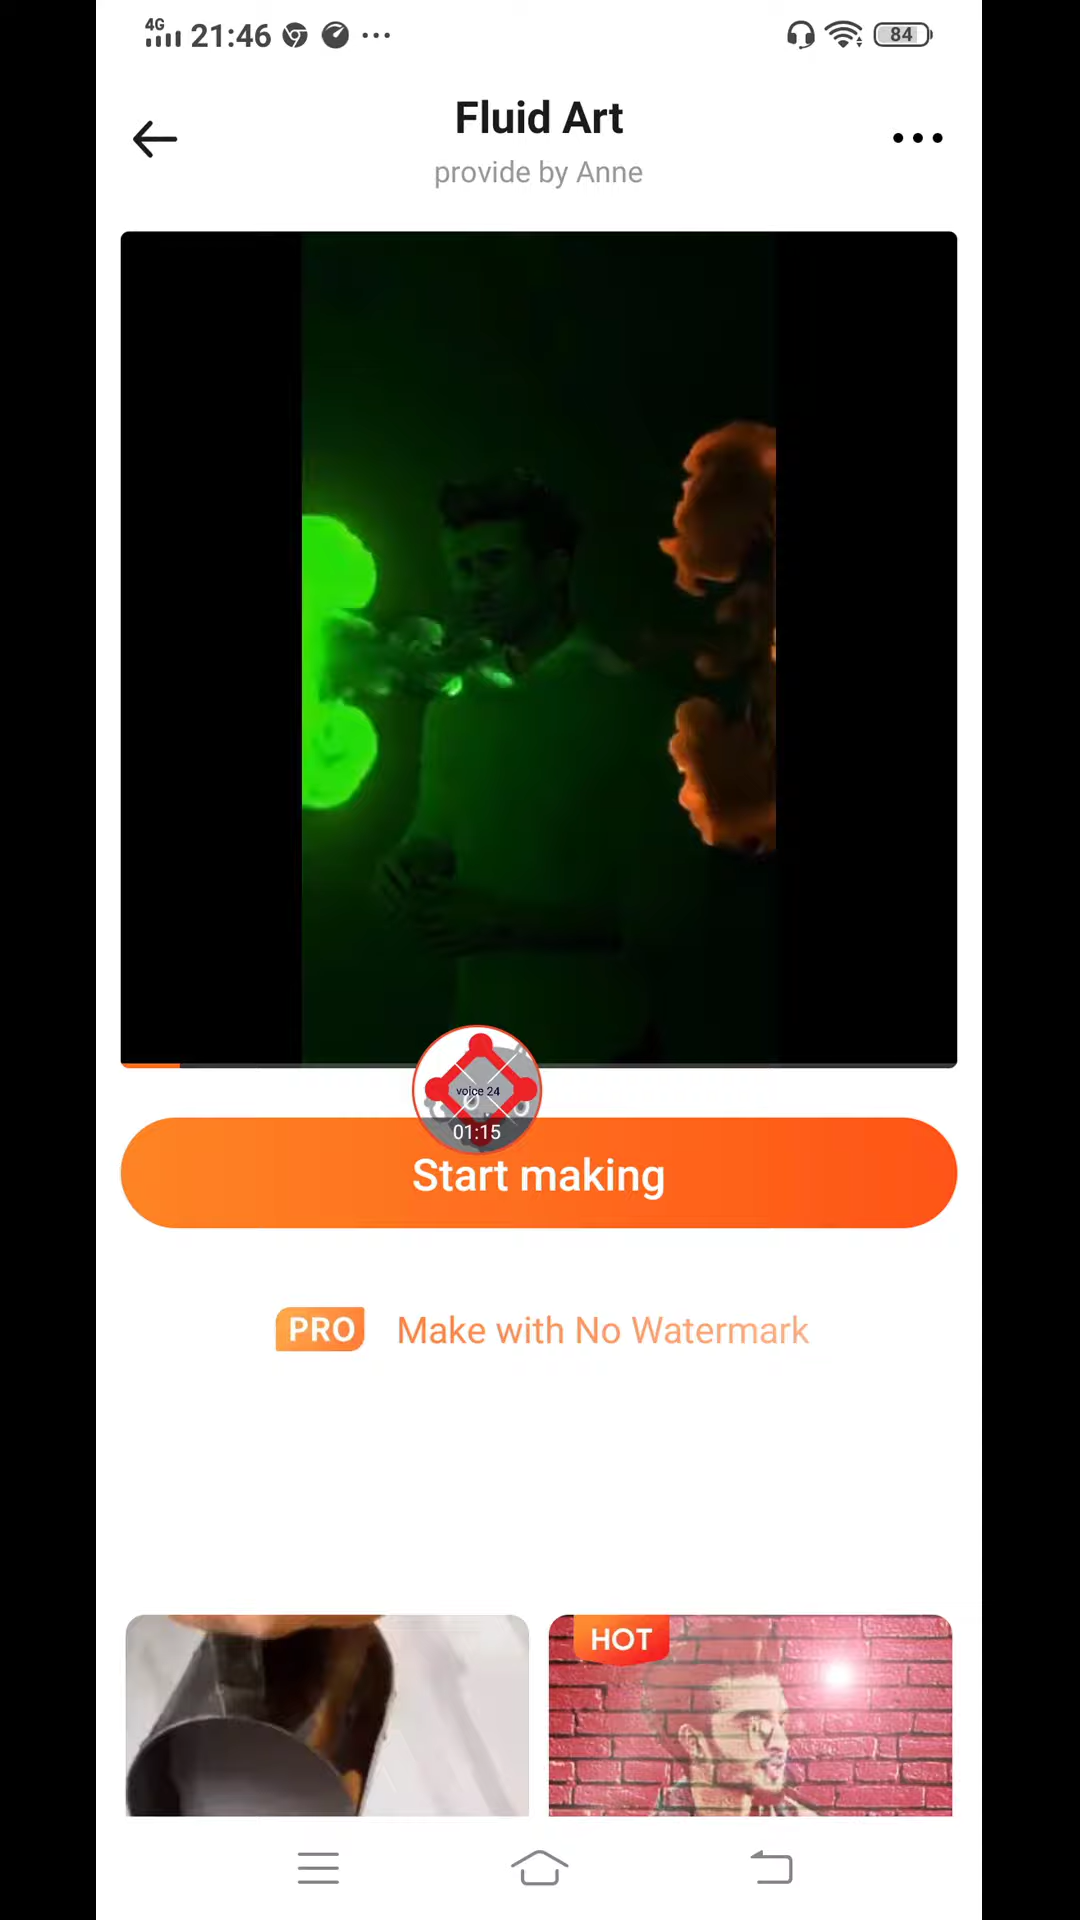 4G
21:46
84
Fluid Art
provide by Anne
voice 24
01:15
Start making
PRO Make with No Watermark
HOT